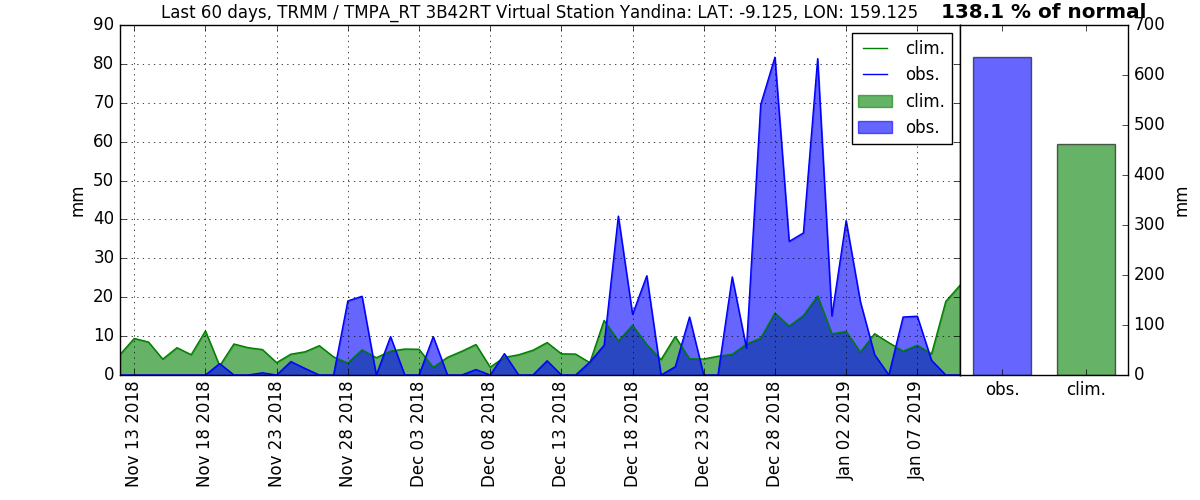 Last 60 days, TRMM / TMPA_RT 3B42RT Virtual Station Yandina: LAT: -9.125, LON: 159.125
138.1 % of normal
90
80
70
60
50
40
30
20
10
0
mm
clim.
obs.
clim.
obs.
Nov 13 2018
Nov 18 2018
Nov 23 2018
Nov 28 2018
Dec 03 2018
Dec 08 2018
Dec 13 2018
Dec 18 2018
Dec 23 2018
Dec 28 2018
Jan 02 2019
Jan 07 2019
700
600
500
400
300
200
100
0
mm
obs.
clim.